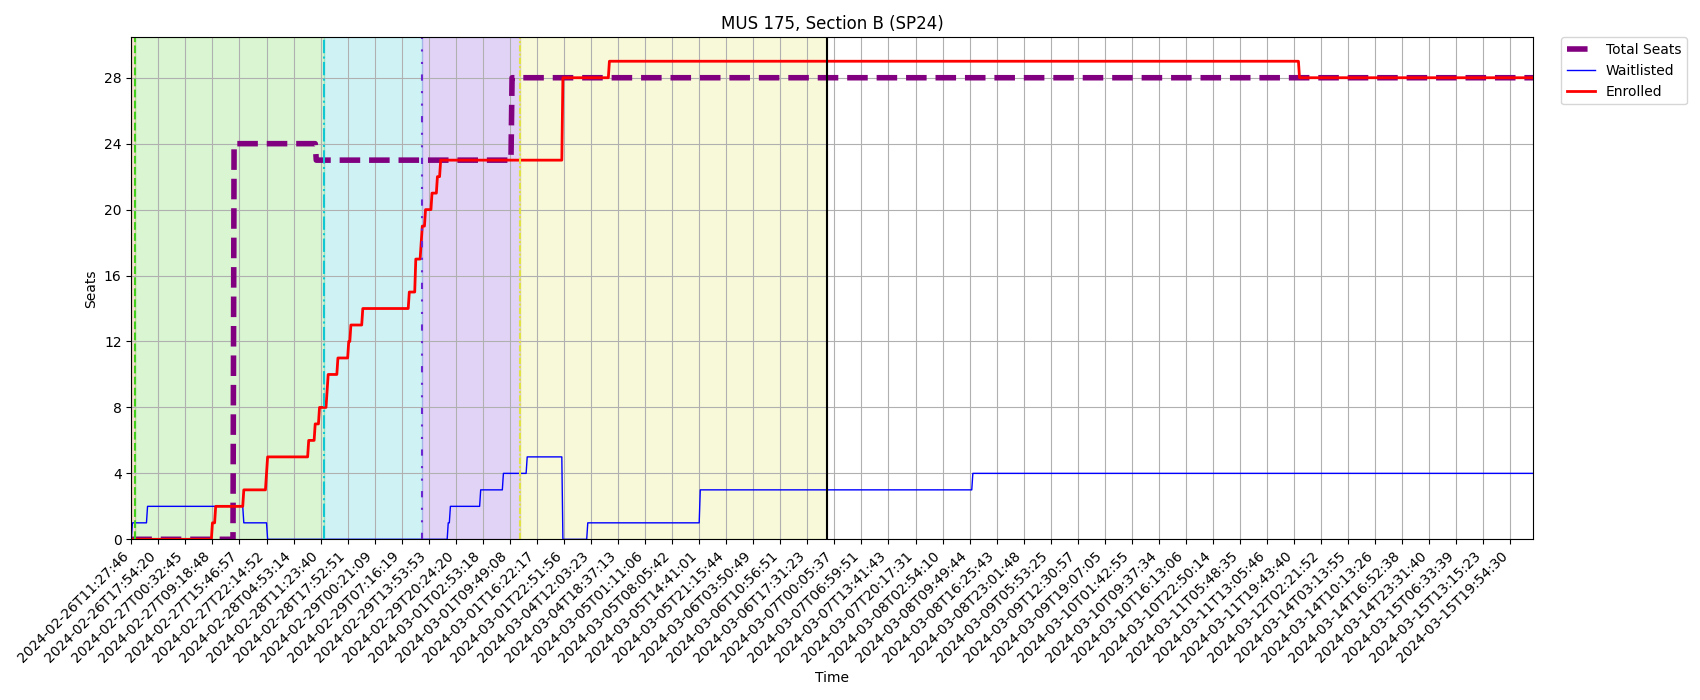 MUS 175, Section B (SP24)
Total Seats
Waitlisted
Enrolled
Seats
28
24
20
16
12
8
4
0
2024-02-26T11:27:46
2024-02-26T17:54:20
2024-02-27T00:32:45
2024-02-27T09:18:48
2024-02-27T15:46:57
2024-02-27T22:14:52
2024-02-28T04:53:14
2024-02-28T11:23:40
2024-02-28T17:52:51
2024-02-29T00:21:09
2024-02-29T07:16:19
2024-02-29T13:53:53
2024-02-29T20:24:20
2024-03-01T02:53:18
2024-03-01T09:49:08
2024-03-01T16:22:17
2024-03-01T22:51:56
2024-03-04T12:03:23
2024-03-04T18:37:13
2024-03-05T01:11:06
2024-03-05T08:05:42
2024-03-05T14:41:01
2024-03-05T21:15:44
2024-03-06T03:50:49
2024-03-06T10:56:51
2024-03-06T17:31:23
2024-03-07T00:05:37
2024-03-07T06:59:51
2024-03-07T13:41:43
2024-03-07T20:17:31
2024-03-08T02:54:10
2024-03-08T09:49:44
2024-03-08T16:25:43
2024-03-08T23:01:48
2024-03-09T05:53:25
2024-03-09T12:30:57
2024-03-09T19:07:05
2024-03-10T01:42:55
2024-03-10T09:37:34
2024-03-10T16:13:06
2024-03-10T22:50:14
2024-03-11T05:48:35
2024-03-11T13:05:46
2024-03-11T19:43:40
2024-03-12T02:21:52
2024-03-14T03:13:55
2024-03-14T10:13:26
2024-03-14T16:52:38
2024-03-14T23:31:40
2024-03-15T06:33:39
2024-03-15T13:15:23
2024-03-15T19:54:30
Time